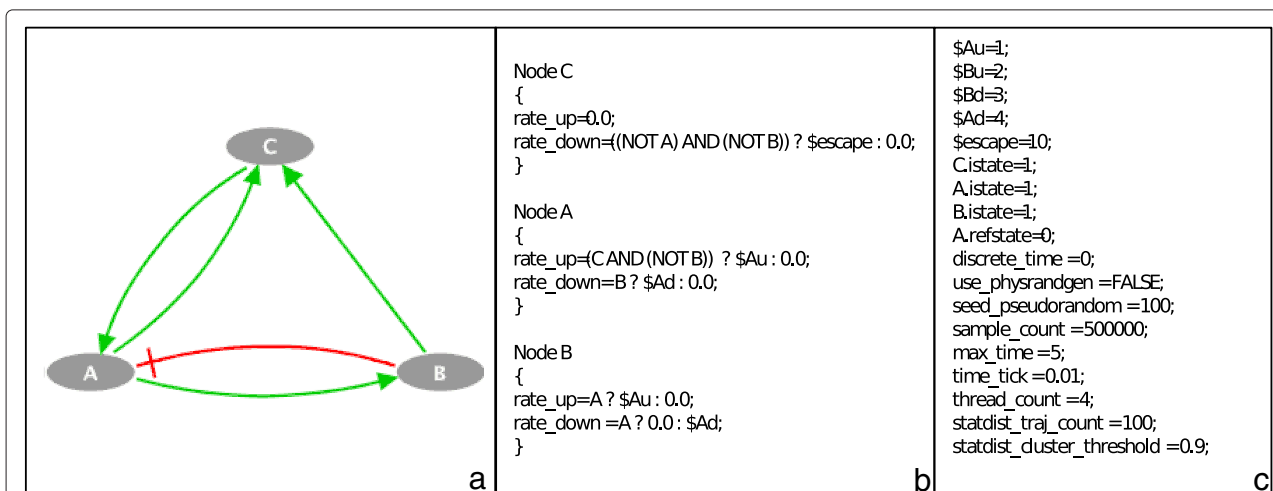 C
A
B
a
Node C
{
rate_up=0.0;
rate_down=((NOT A) AND (NOT B)) ? $escape : 0.0;
}
Node A
{
rate_up=(C AND (NOT B)) ? $Au : 0.0;
rate_down= B ? $Ad : 0.0;
}
Node B
{
rate_up= A ? $Au : 0.0;
rate_down = A ? 0.0 : $Ad;
}
b
$Au=1;
$Bu=2;
$Bd=3;
$Ad=4;
$escape=10;
C.istate=1;
A.istate=1;
B.istate=1;
A.refstate=0;
discrete_time = 0;
use_physrandgen = FALSE;
seed_pseudorandom = 100;
sample_count = 500000;
max_time = 5;
time_tick = 0.01;
thread_count = 4;
statdist_traj_count = 100;
statdist_cluster_threshold = 0.9;
c